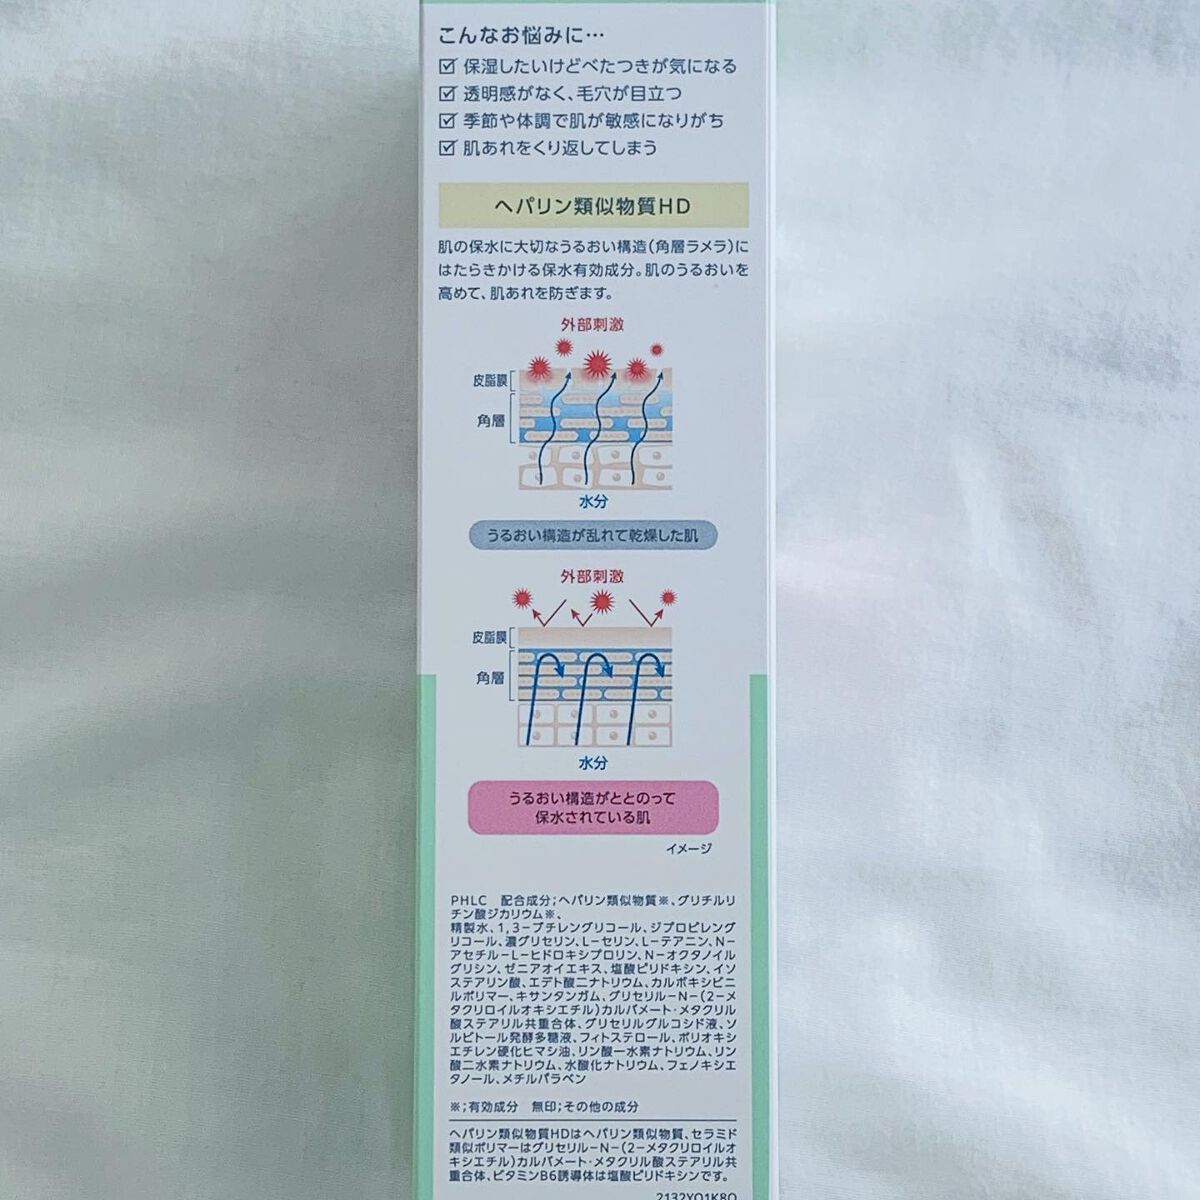 こんなお悩みに…
☑ 保湿したいけどべたつきが気になる
☑ 透明感がなく、毛穴が目立つ
☑ 季節や体調で肌が敏感になりがち
☑ 肌あれをくり返してしまう
ヘパリン類似物質HD
肌の保水に大切なうるおい構造(角層ラメラ)に
はたらきかける保水有効成分。肌のうるおいを
高めて、肌あれを防ぎます。
外部刺激
皮脂膜
角層
水分
うるおい構造が乱れて乾燥した肌
外部刺激
皮脂膜
角層
水分
うるおい構造がととのって
保水されている肌
イメージ
PHLC 配合成分;ヘパリン類似物質※、グリチルリ
チン酸ジカリウム※、
精製水、1,3-ブチレングリコール、ジプロピレング
リコール、濃グリセリン、L-セリン、L-テアニン、N-
アセチル-L-ヒドロキシプロリン、N-オクタノイル
グリシン、ゼニアオイエキス、塩酸ピリドキシン、イソ
ステアリン酸、エデト酸二ナトリウム、カルボキシビニ
ルポリマー、キサンタンガム、グリセリル-N-(2-メ
タクリロイルオキシエチル)カルバメート・メタクリル
酸ステアリル共重合体、グリセリルグルコシド液、ソ
ルビトール発酵多糖液、フィトステロール、ポリオキシ
エチレン硬化ヒマシ油、リン酸一水素ナトリウム、リン
酸二水素ナトリウム、水酸化ナトリウム、フェノキシエ
タノール、メチルパラベン
※;有効成分 無印;その他の成分
ヘパリン類似物質HDはヘパリン類似物質、セラミド
類似ポリマーはグリセリル-N-(2-メタクリロイルオ
キシエチル)カルバメート・メタクリル酸ステアリル共
重合体、ビタミンB6誘導体は塩酸ピリドキシンです。